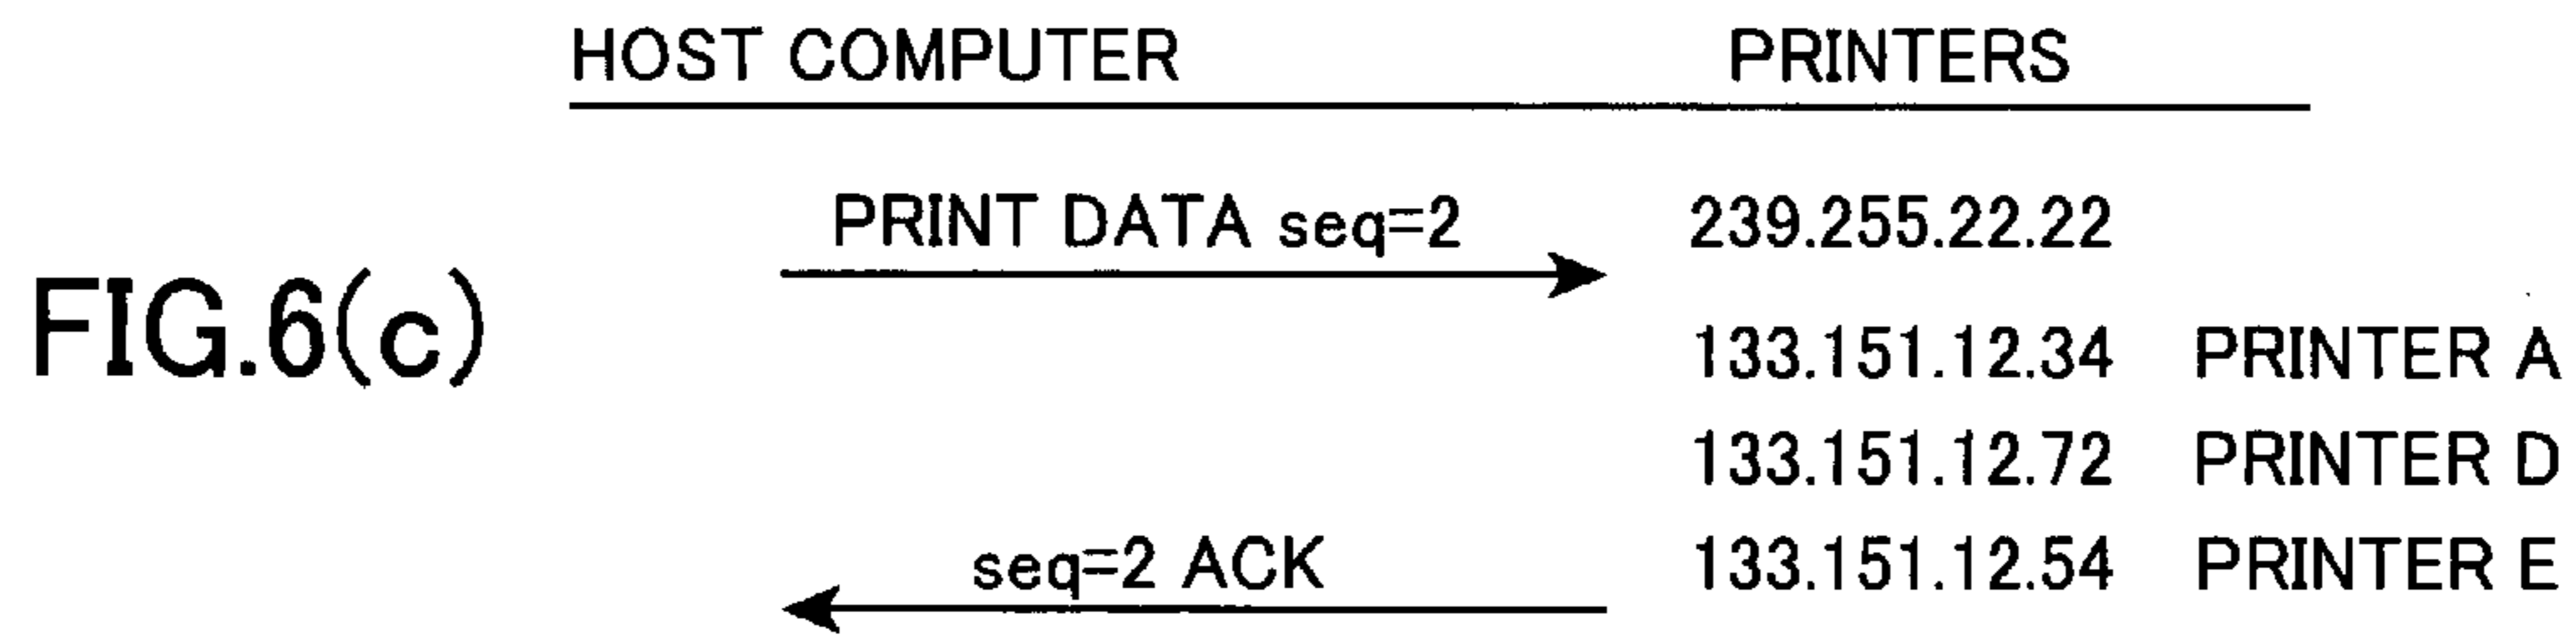 HOST COMPUTER PRINTERS
PRINT DATA seq=2 239.255.22.22
FIG.6(c)
133.151.12.34 PRINTER A
133.151.12.72 PRINTER D
seq=2 ACK 133.151.12.54 PRINTER E